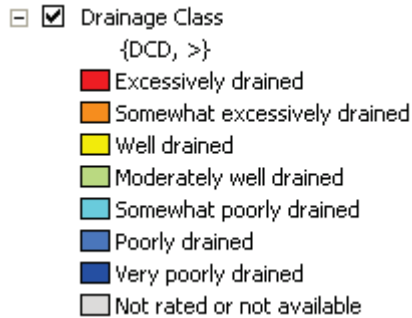 Drainage Class
{DCD, >}
Excessively drained
Somewhat excessively drained
Well drained
Moderately well drained
Somewhat poorly drained
Poorly drained
Very poorly drained
Not rated or not available